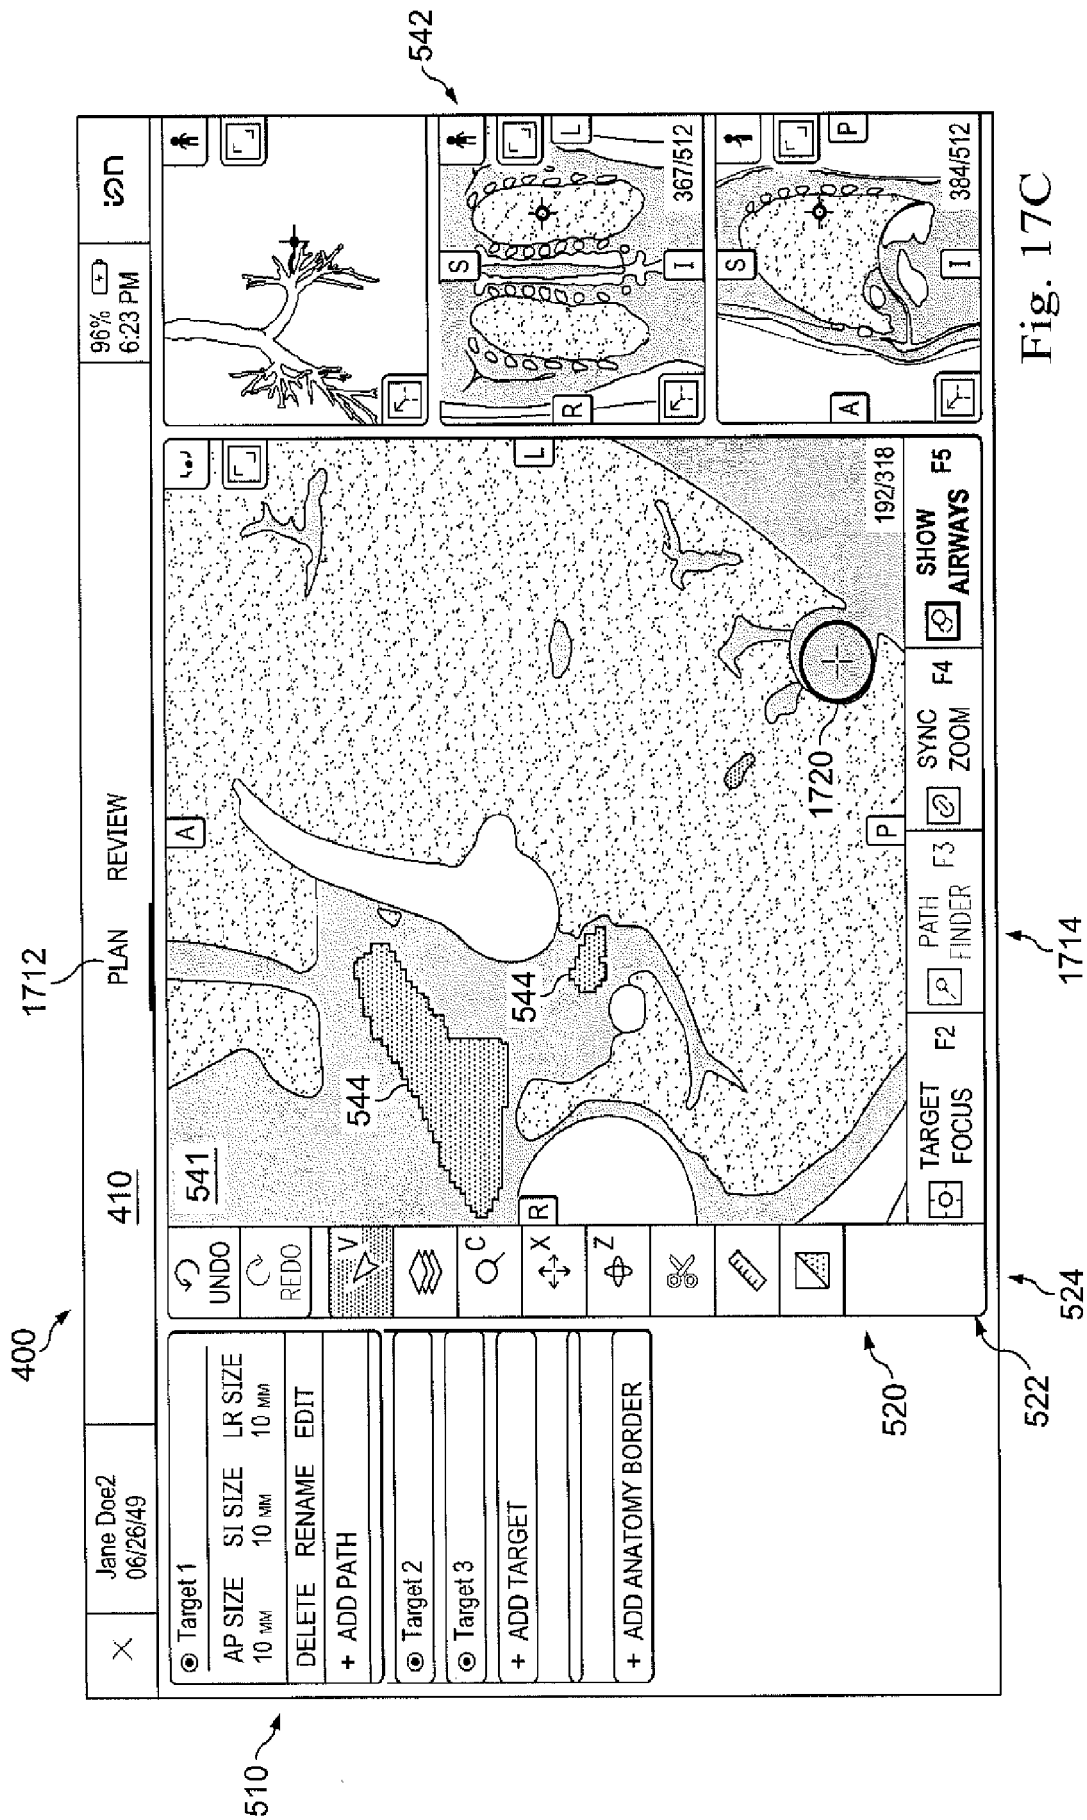 400
1712
542
X
Jane Doe2
06/26/49
410
PLAN REVIEW
96%
6:23 PM
510
Target 1
AP SIZE SI SIZE LR SIZE
10 MM 10 MM 10 MM
DELETE RENAME EDIT
+ ADD PATH
Target 2
Target 3
+ ADD TARGET
+ ADD ANATOMY BORDER
UNDO
REDO
V
C
X
Z
541
A
544
544
R
L
1720
P
192/318
TARGET FOCUS F2
PATH FINDER F3
SYNC ZOOM F4
SHOW AIRWAYS F5
S
R
L
I
367/512
S
A
P
I
384/512
520
522
524
1714
Fig. 17C